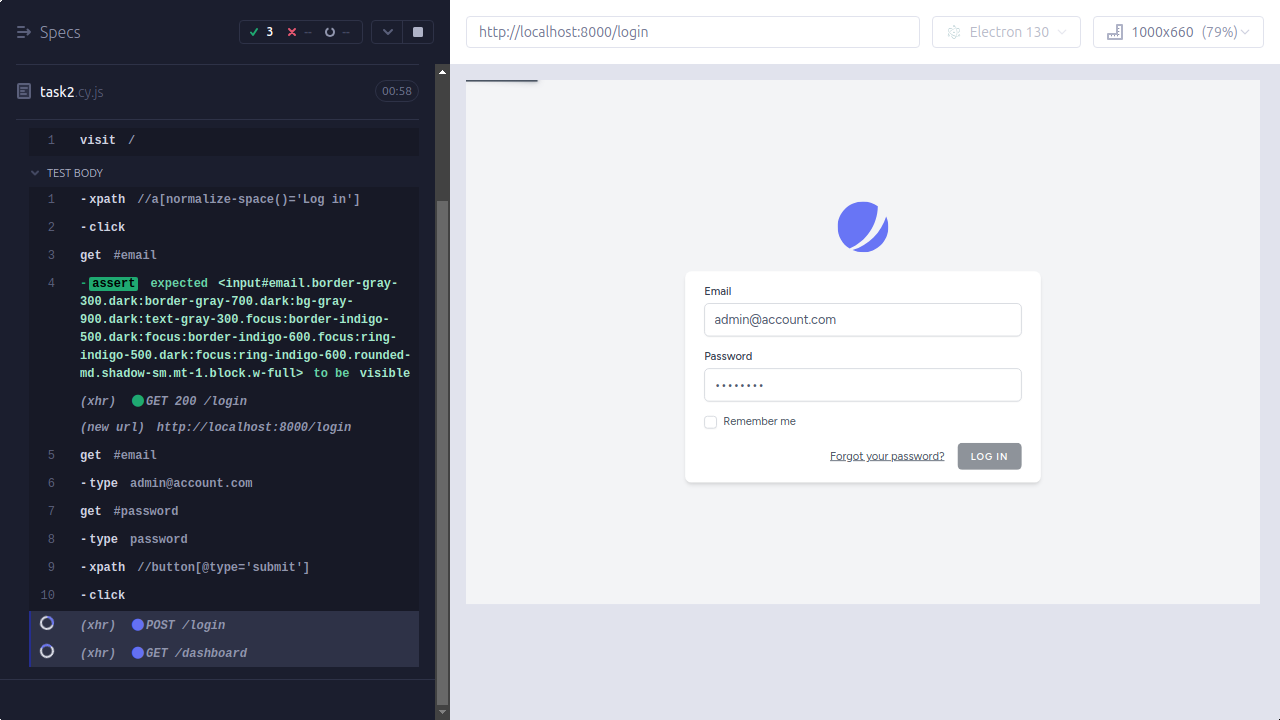 Specs
3
--
--
http://localhost:8000/login
Electron 130
1000x660 (79%)
task2.cy.js
00:58
1 visit /
TEST BODY
1 -xpath //a[normalize-space()='Log in']
2 -click
3 get #email
4 -assert expected <input#email.border-gray-
300.dark:border-gray-700.dark:bg-gray-
900.dark:text-gray-300.focus:border-indigo-
500.dark:focus:border-indigo-600.focus:ring-
indigo-500.dark:focus:ring-indigo-600.rounded-
md.shadow-sm.mt-1.block.w-full> to be visible
(xhr) GET 200 /login
(new url) http://localhost:8000/login
5 get #email
6 -type admin@account.com
7 get #password
8 -type password
9 -xpath //button[@type='submit']
10 -click
(xhr) POST /login
(xhr) GET /dashboard
Email
admin@account.com
Password
••••••••
Remember me
Forgot your password?
LOG IN